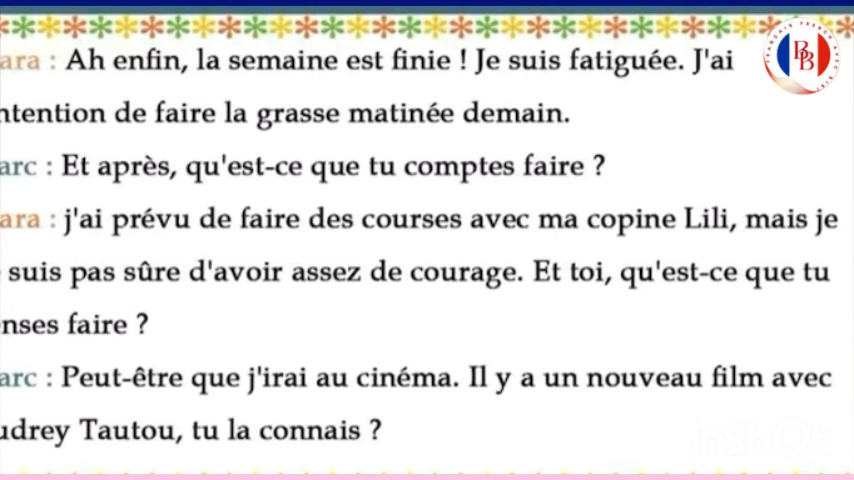 ara : Ah enfin, la semaine est finie ! Je suis fatiguée. J'ai
ntention de faire la grasse matinée demain.
arc : Et après, qu'est-ce que tu comptes faire ?
ara : j'ai prévu de faire des courses avec ma copine Lili, mais je
suis pas sûre d'avoir assez de courage. Et toi, qu'est-ce que tu
nses faire ?
arc : Peut-être que j'irai au cinéma. Il y a un nouveau film avec
udrey Tautou, tu la connais ?